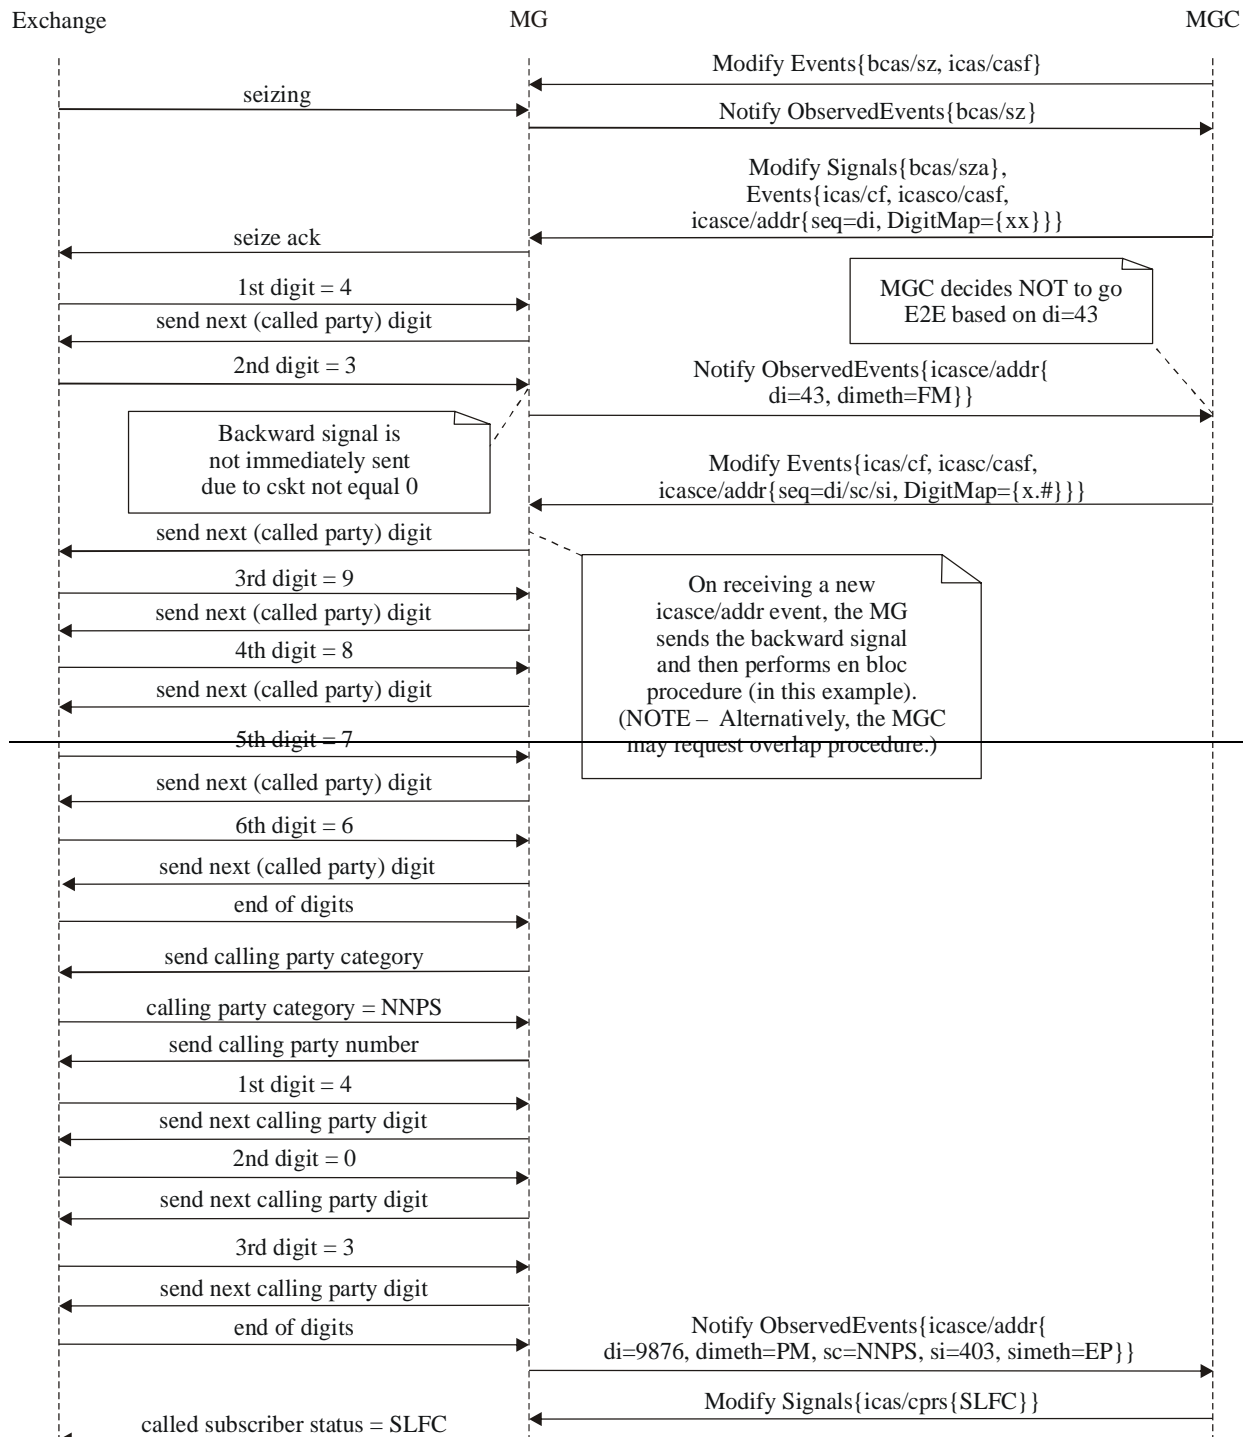 Exchange
MG
MGC
Modify Events{bcas/sz, icas/casf}
seizing
Notify ObservedEvents{bcas/sz}
Modify Signals{bcas/sza},
Events{icas/cf, icasco/casf,
icasce/addr{seq=di, DigitMap={xx}}}
seize ack
1st digit = 4
MGC decides NOT to go
E2E based on di=43
send next (called party) digit
2nd digit = 3
Notify ObservedEvents{icasce/addr{
di=43, dimeth=FM}}
Backward signal is
not immediately sent
due to cskt not equal 0
Modify Events{icas/cf, icasc/casf,
icasce/addr{seq=di/sc/si, DigitMap={x.#}}}
send next (called party) digit
3rd digit = 9
send next (called party) digit
4th digit = 8
send next (called party) digit
On receiving a new
icasce/addr event, the MG
sends the backward signal
and then performs en bloc
procedure (in this example).
(NOTE – Alternatively, the MGC
may request overlap procedure.)
5th digit = 7
send next (called party) digit
6th digit = 6
send next (called party) digit
end of digits
send calling party category
calling party category = NNPS
send calling party number
1st digit = 4
send next calling party digit
2nd digit = 0
send next calling party digit
3rd digit = 3
send next calling party digit
end of digits
Notify ObservedEvents{icasce/addr{
di=9876, dimeth=PM, sc=NNPS, si=403, simeth=EP}}
Modify Signals{icas/cprs{SLFC}}
called subscriber status = SLFC